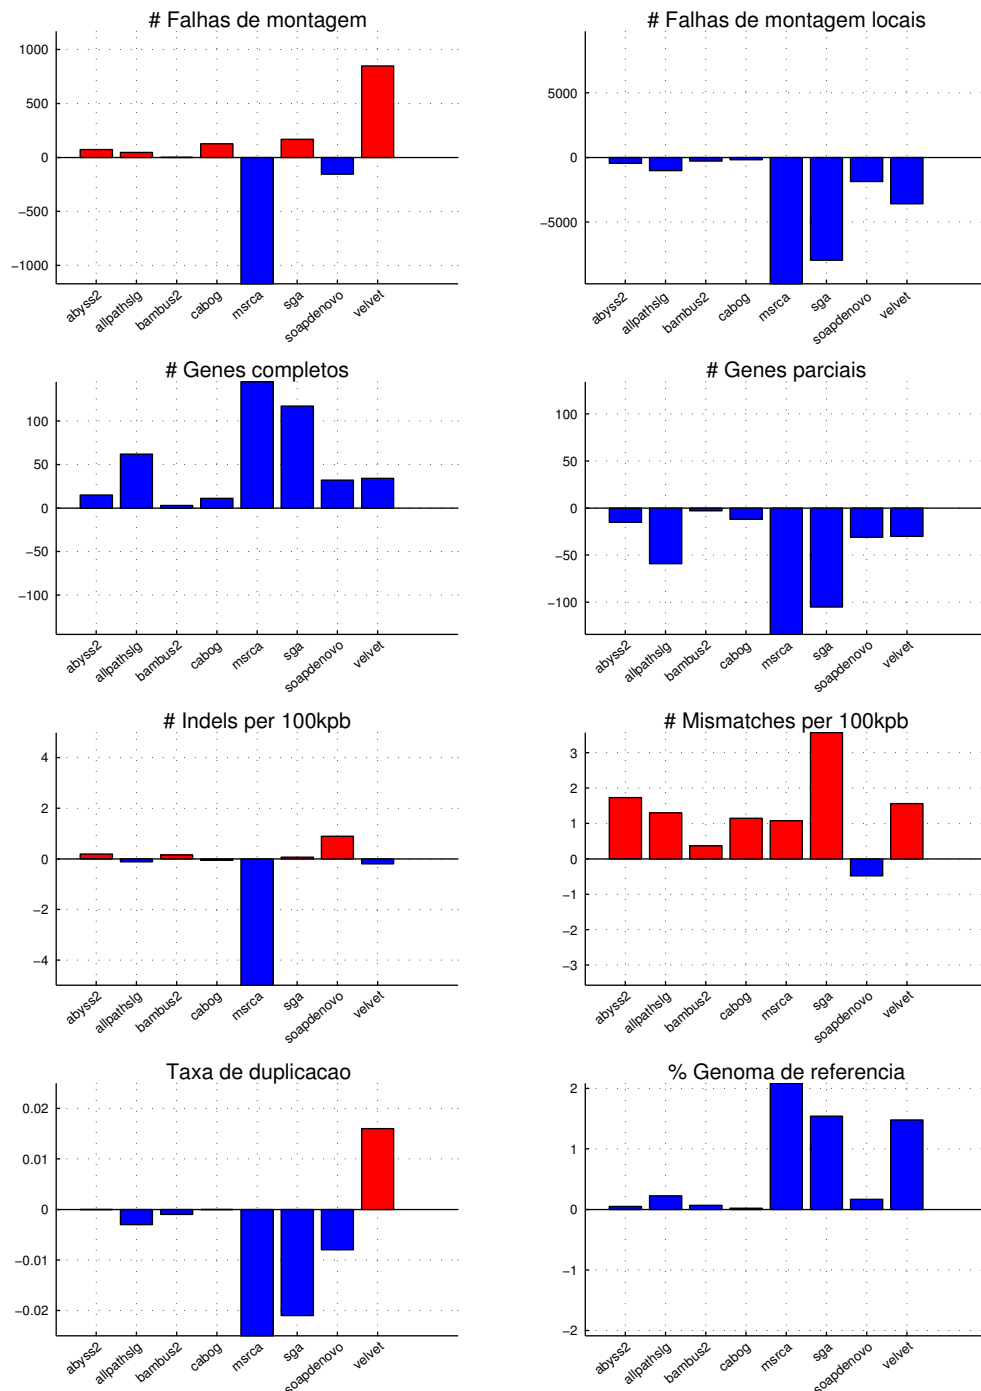 # Falhas de montagem
1000
500
0
−500
−1000
abyss2 allpathslg bambus2 cabog msrca sga soapdenovo velvet
# Falhas de montagem locais
5000
0
−5000
abyss2 allpathslg bambus2 cabog msrca sga soapdenovo velvet
# Genes completos
100
50
0
−50
−100
abyss2 allpathslg bambus2 cabog msrca sga soapdenovo velvet
# Genes parciais
100
50
0
−50
−100
abyss2 allpathslg bambus2 cabog msrca sga soapdenovo velvet
# Indels per 100kpb
4
2
0
−2
−4
abyss2 allpathslg bambus2 cabog msrca sga soapdenovo velvet
# Mismatches per 100kpb
3
2
1
0
−1
−2
−3
abyss2 allpathslg bambus2 cabog msrca sga soapdenovo velvet
Taxa de duplicacao
0.02
0.01
0
−0.01
−0.02
abyss2 allpathslg bambus2 cabog msrca sga soapdenovo velvet
% Genoma de referencia
2
1
0
−1
−2
abyss2 allpathslg bambus2 cabog msrca sga soapdenovo velvet